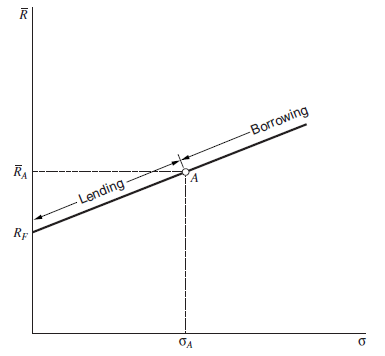 R̅
Borrowing
R̅A
Lending
A
RF
σA
σ